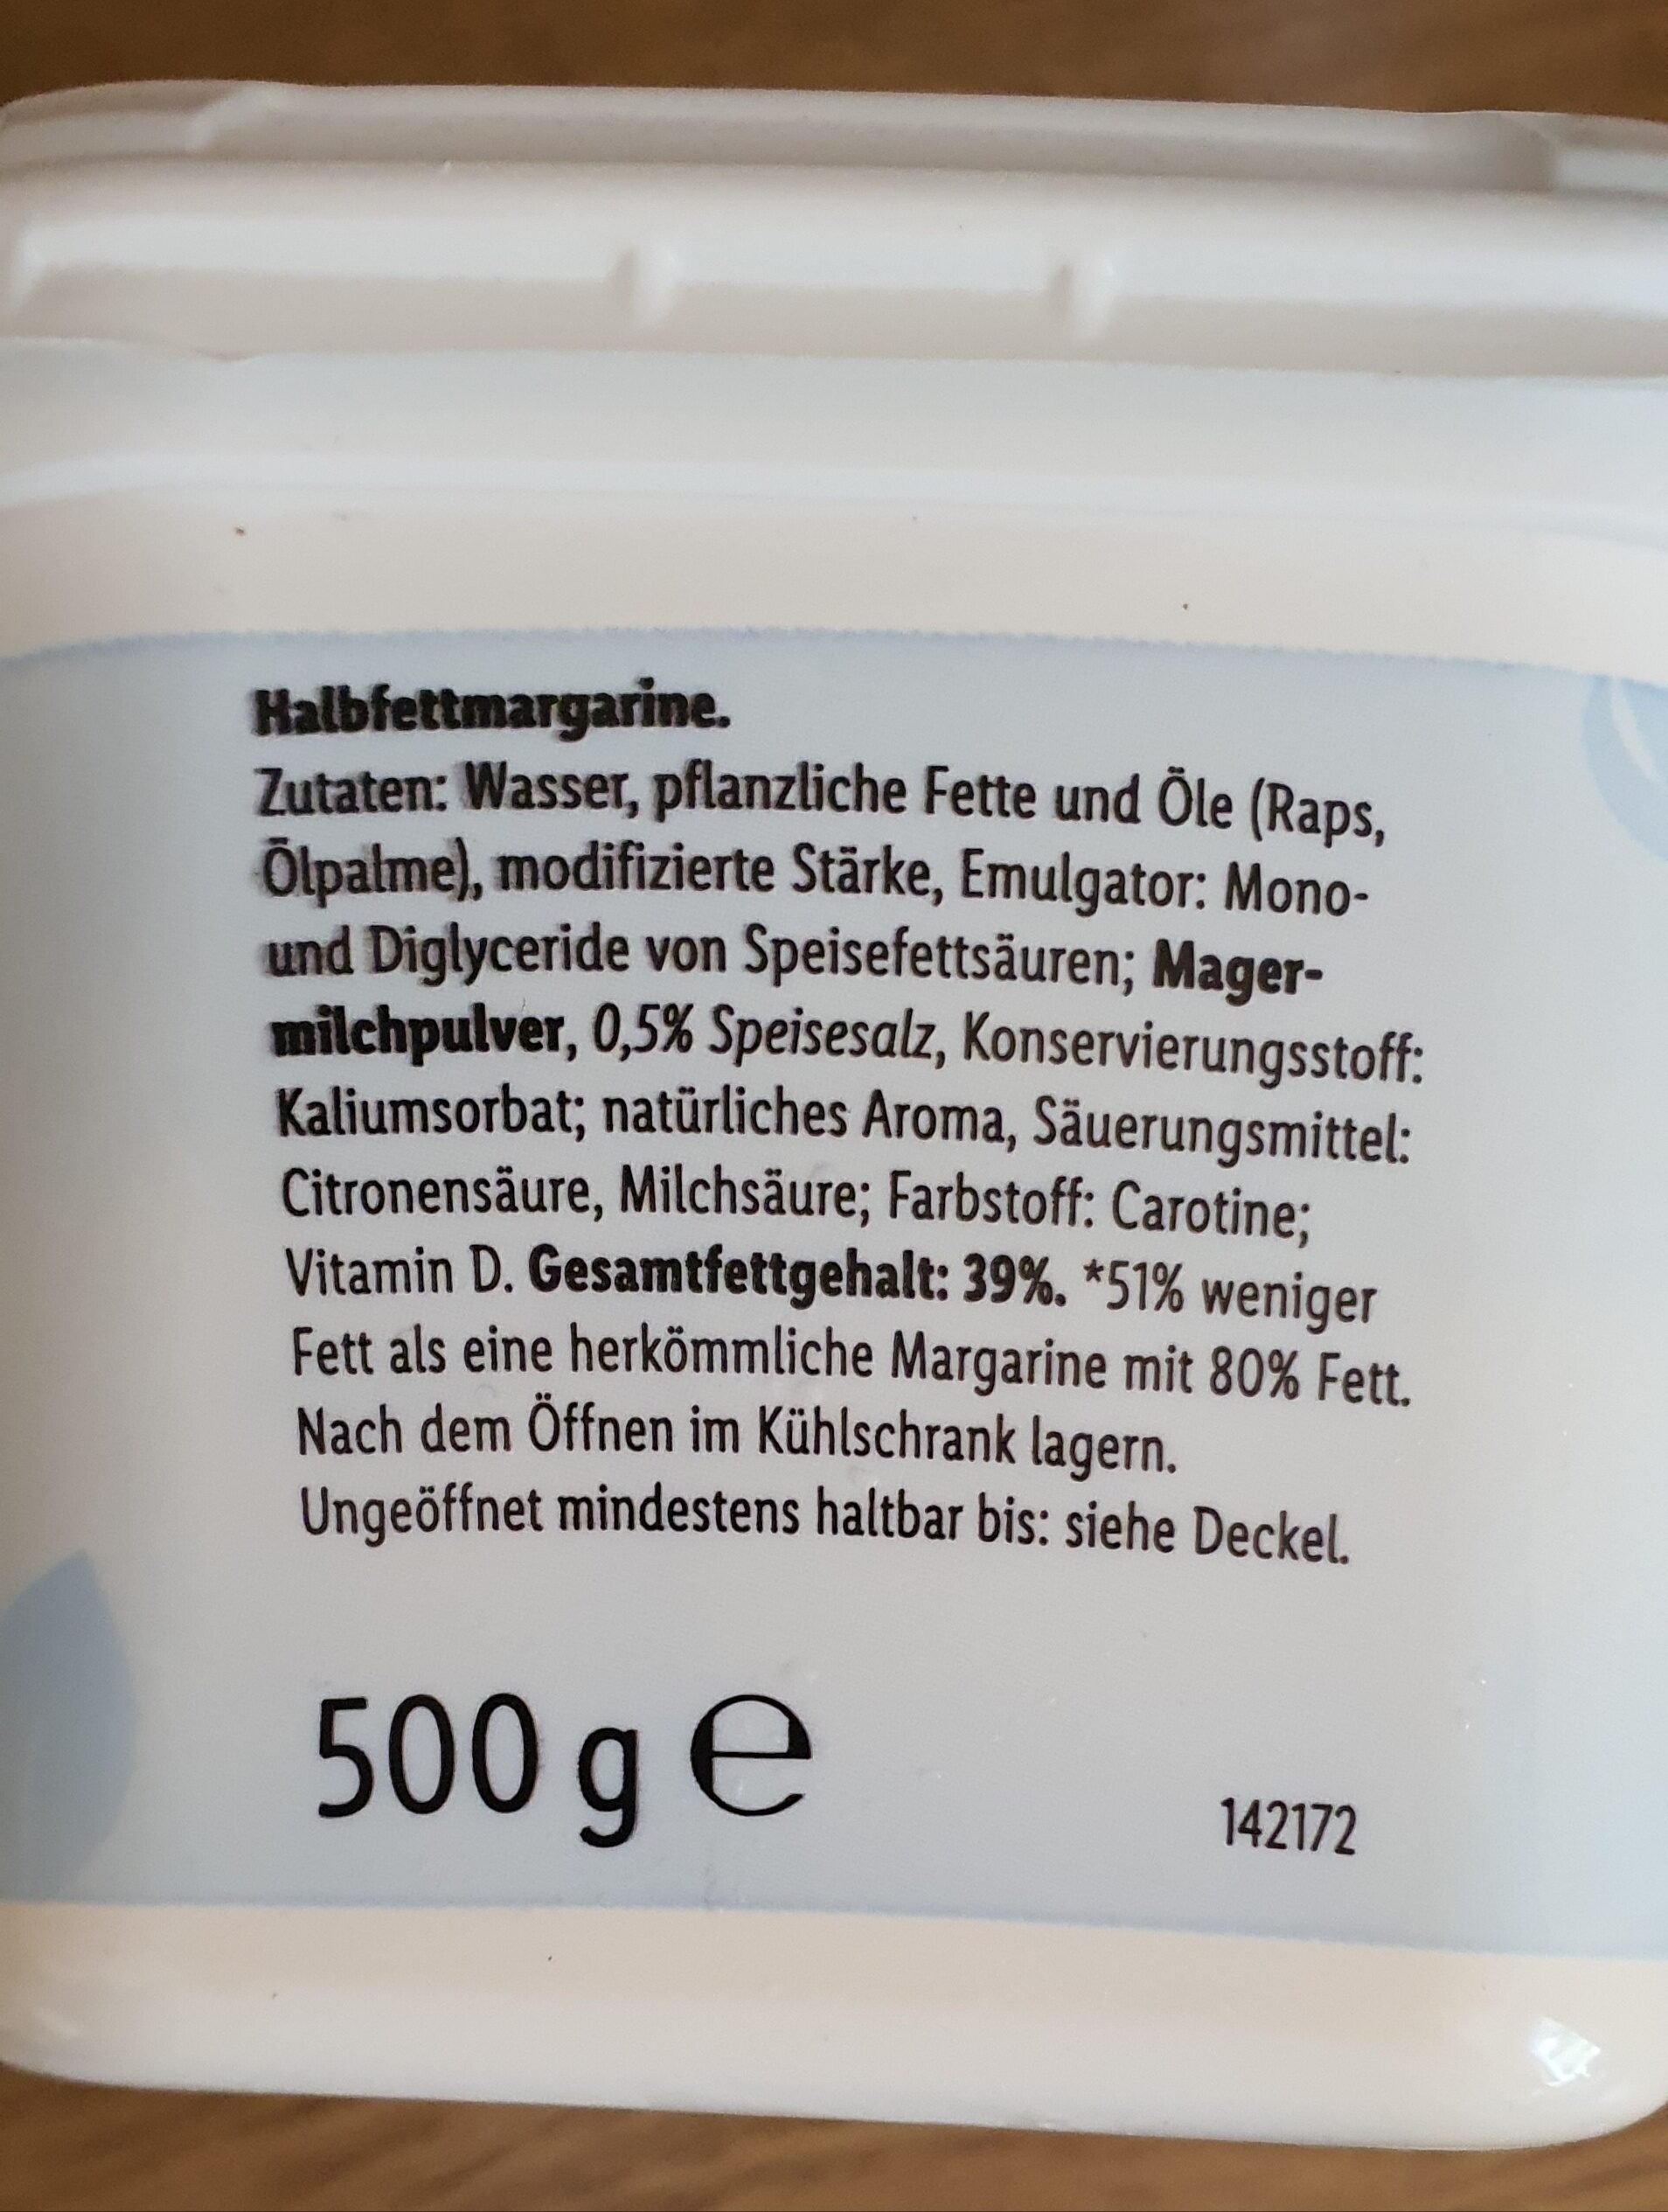 Halbfettmargarine.
Zutaten: Wasser, pflanzliche Fette und Öle (Raps,
Ölpalme), modifizierte Stärke, Emulgator: Mono-
und Diglyceride von Speisefettsäuren; Mager-
milchpulver, 0,5% Speisesalz, Konservierungsstoff:
Kaliumsorbat; natürliches Aroma, Säuerungsmittel:
Citronensäure, Milchsäure; Farbstoff: Carotine;
Vitamin D. Gesamtfettgehalt: 39%. *51% weniger
Fett als eine herkömmliche Margarine mit 80% Fett.
Nach dem Öffnen im Kühlschrank lagern.
Ungeöffnet mindestens haltbar bis: siehe Deckel.
500 g ℮
142172